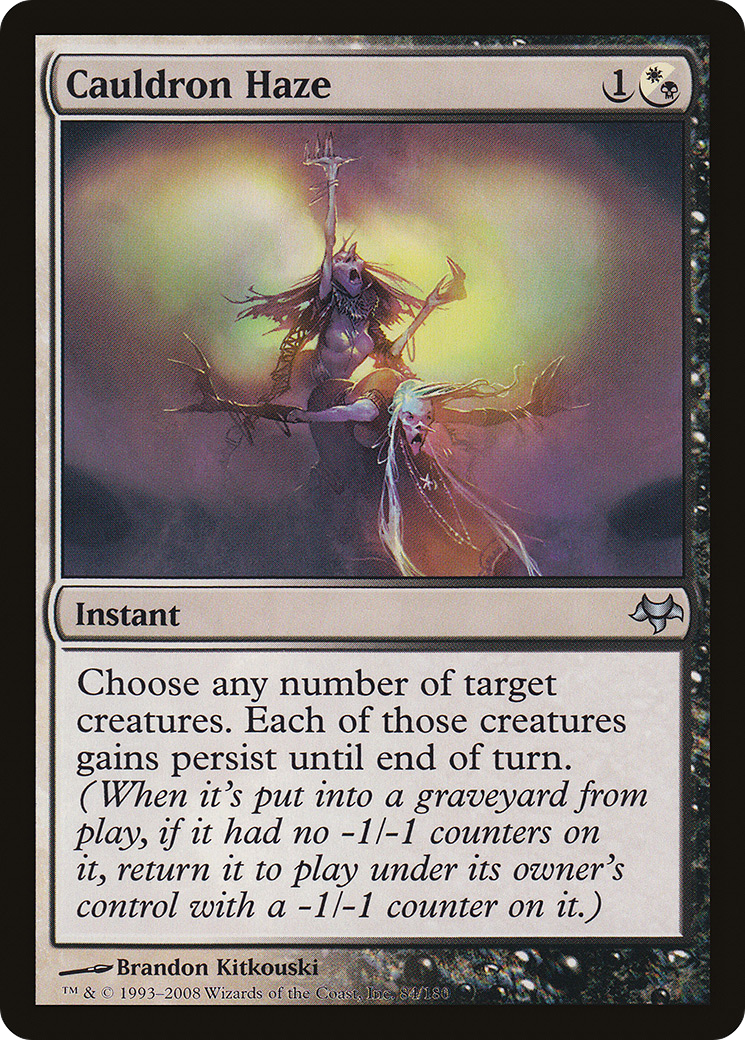 Cauldron Haze 1
Instant
Choose any number of target
creatures. Each of those creatures
gains persist until end of turn.
(When it's put into a graveyard from
play, if it had no -1/-1 counters on
it, return it to play under its owner's
control with a -1/-1 counter on it.)
Brandon Kitkouski
™ & © 1993–2008 Wizards of the Coast, Inc. 84/180